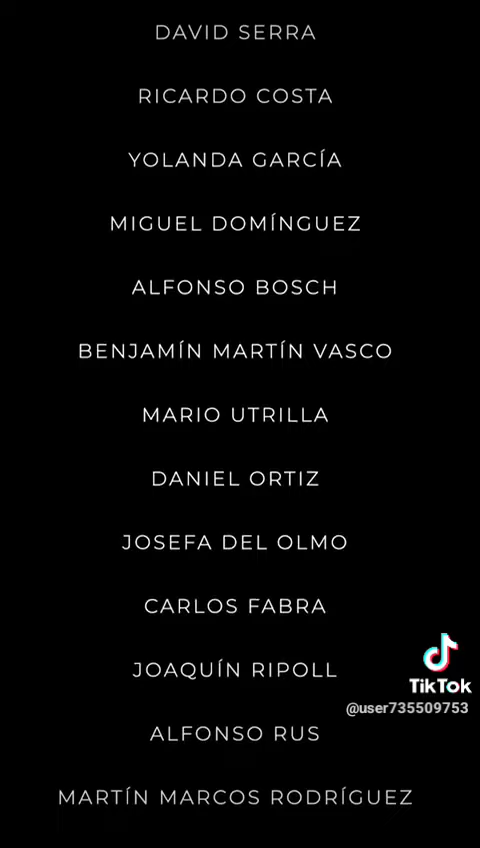 DAVID SERRA
RICARDO COSTA
YOLANDA GARCÍA
MIGUEL DOMÍNGUEZ
ALFONSO BOSCH
BENJAMÍN MARTÍN VASCO
MARIO UTRILLA
DANIEL ORTIZ
JOSEFA DEL OLMO
CARLOS FABRA
JOAQUÍN RIPOLL
TikTok
@user735509753
ALFONSO RUS
MARTÍN MARCOS RODRÍGUEZ